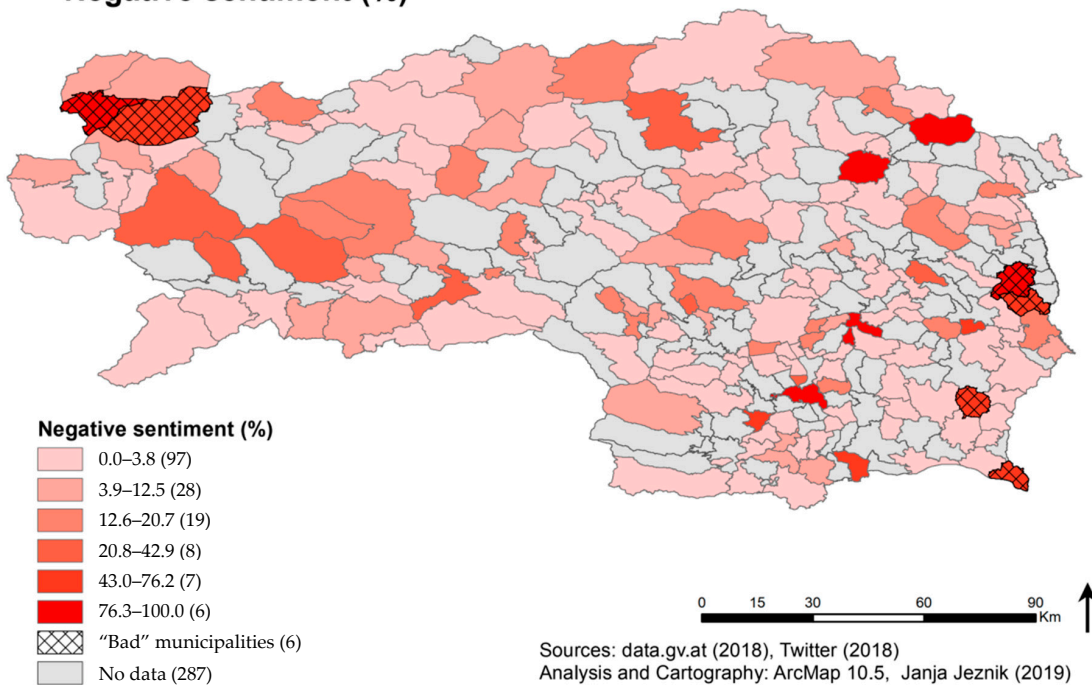 Negative sentiment (%)
Negative sentiment (%)
0.0–3.8 (97)
3.9–12.5 (28)
12.6–20.7 (19)
20.8–42.9 (8)
43.0–76.2 (7)
76.3–100.0 (6)
“Bad” municipalities (6)
No data (287)
0 15 30 60 90
Km
Sources: data.gv.at (2018), Twitter (2018)
Analysis and Cartography: ArcMap 10.5, Janja Jeznik (2019)